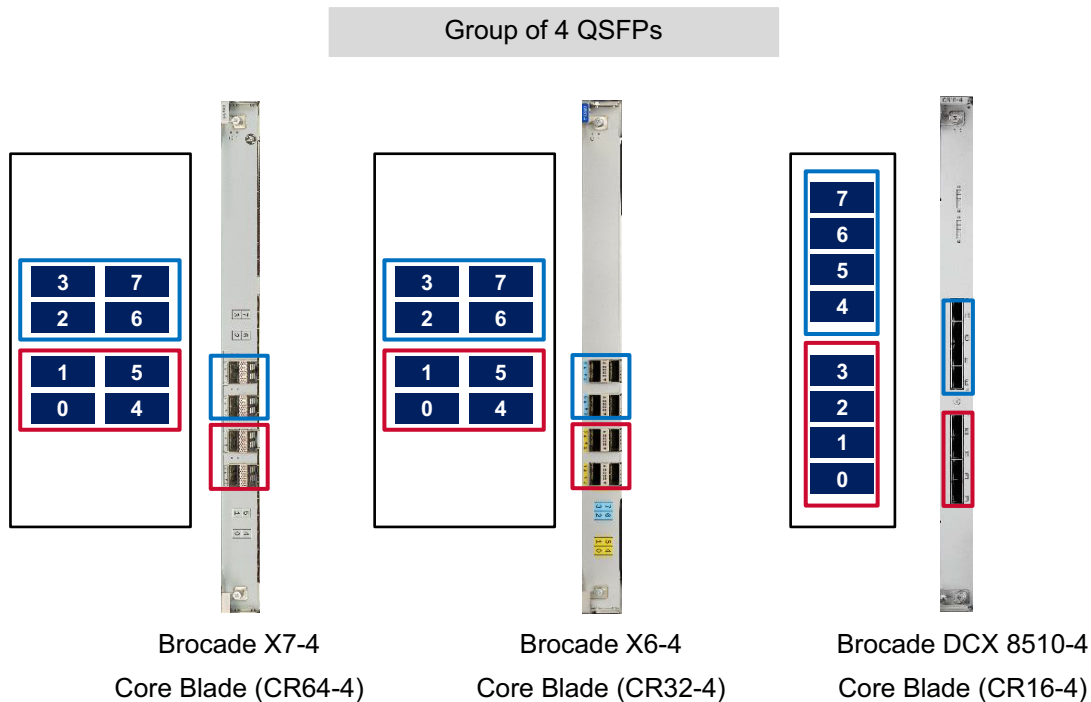 Group of 4 QSFPs
3 7
2 6
1 5
0 4
3 7
2 6
1 5
0 4
7
6
5
4
3
2
1
0
Brocade X7-4
Core Blade (CR64-4)
Brocade X6-4
Core Blade (CR32-4)
Brocade DCX 8510-4
Core Blade (CR16-4)